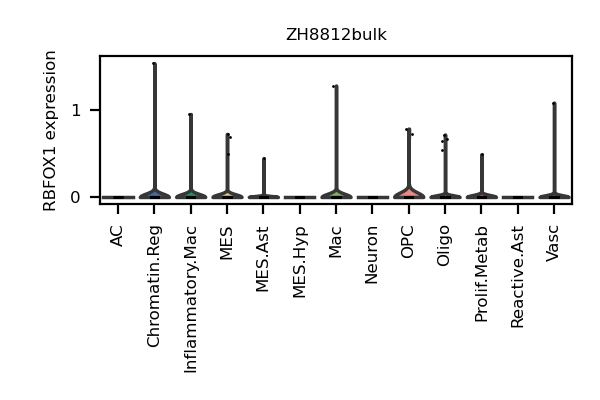 ZH8812bulk
RBFOX1 expression
1
0
AC
Chromatin.Reg
Inflammatory.Mac
MES
MES.Ast
MES.Hyp
Mac
Neuron
OPC
Oligo
Prolif.Metab
Reactive.Ast
Vasc